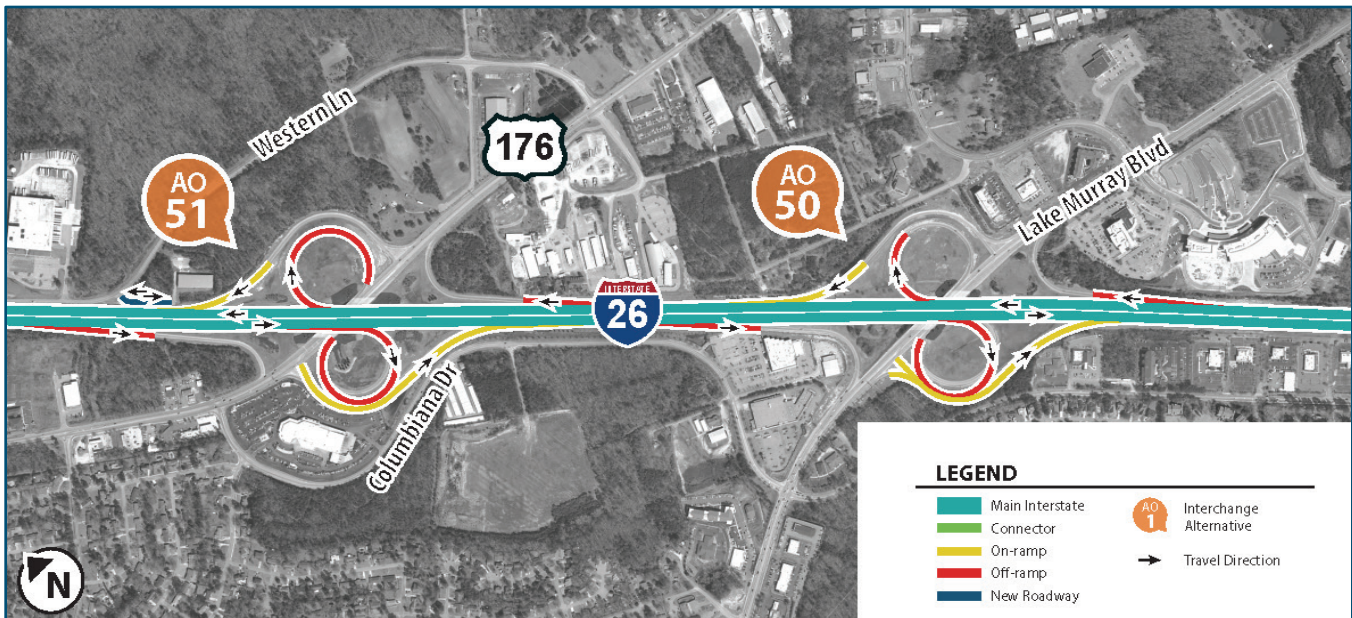 Western Ln
176
AO
51
AO
50
Lake Murray Blvd
INTERSTATE
26
Columbiana Dr
LEGEND
Main Interstate
Connector
On-ramp
Off-ramp
New Roadway
AO
1
Interchange
Alternative
Travel Direction
N